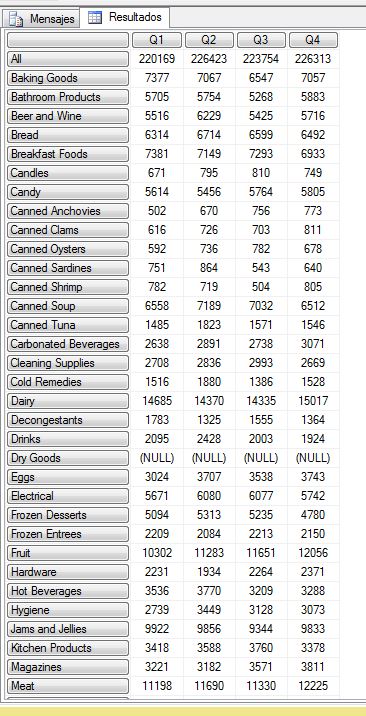 Mensajes Resultados
Q1 Q2 Q3 Q4
All 220169 226423 223754 226313
Baking Goods 7377 7067 6547 7057
Bathroom Products 5705 5754 5268 5883
Beer and Wine 5516 6229 5425 5716
Bread 6314 6714 6599 6492
Breakfast Foods 7381 7149 7293 6933
Candles 671 795 810 749
Candy 5614 5456 5764 5805
Canned Anchovies 502 670 756 773
Canned Clams 616 726 703 811
Canned Oysters 592 736 782 678
Canned Sardines 751 864 543 640
Canned Shrimp 782 719 504 805
Canned Soup 6558 7189 7032 6512
Canned Tuna 1485 1823 1571 1546
Carbonated Beverages 2638 2891 2738 3071
Cleaning Supplies 2708 2836 2993 2669
Cold Remedies 1516 1880 1386 1528
Dairy 14685 14370 14335 15017
Decongestants 1783 1325 1555 1364
Drinks 2095 2428 2003 1924
Dry Goods (NULL) (NULL) (NULL) (NULL)
Eggs 3024 3707 3538 3743
Electrical 5671 6080 6077 5742
Frozen Desserts 5094 5313 5235 4780
Frozen Entrees 2209 2084 2213 2150
Fruit 10302 11283 11651 12056
Hardware 2231 1934 2264 2371
Hot Beverages 3536 3770 3209 3288
Hygiene 2739 3449 3128 3073
Jams and Jellies 9922 9856 9344 9833
Kitchen Products 3418 3588 3760 3378
Magazines 3221 3182 3571 3811
Meat 11198 11690 11330 12225